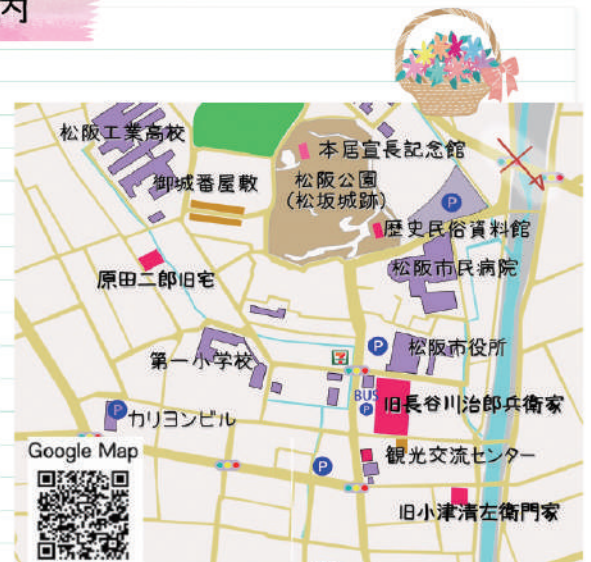 内
松阪工業高校
本居宣長記念館
御城番屋敷
松阪公園
(松坂城跡)
P
歴史民俗資料館
松阪市民病院
原田二郎旧宅
第一小学校
7
P
松阪市役所
BUS
P
旧長谷川治郎兵衛家
P
カリヨンビル
観光交流センター
Google Map
P
旧小津清左衛門家